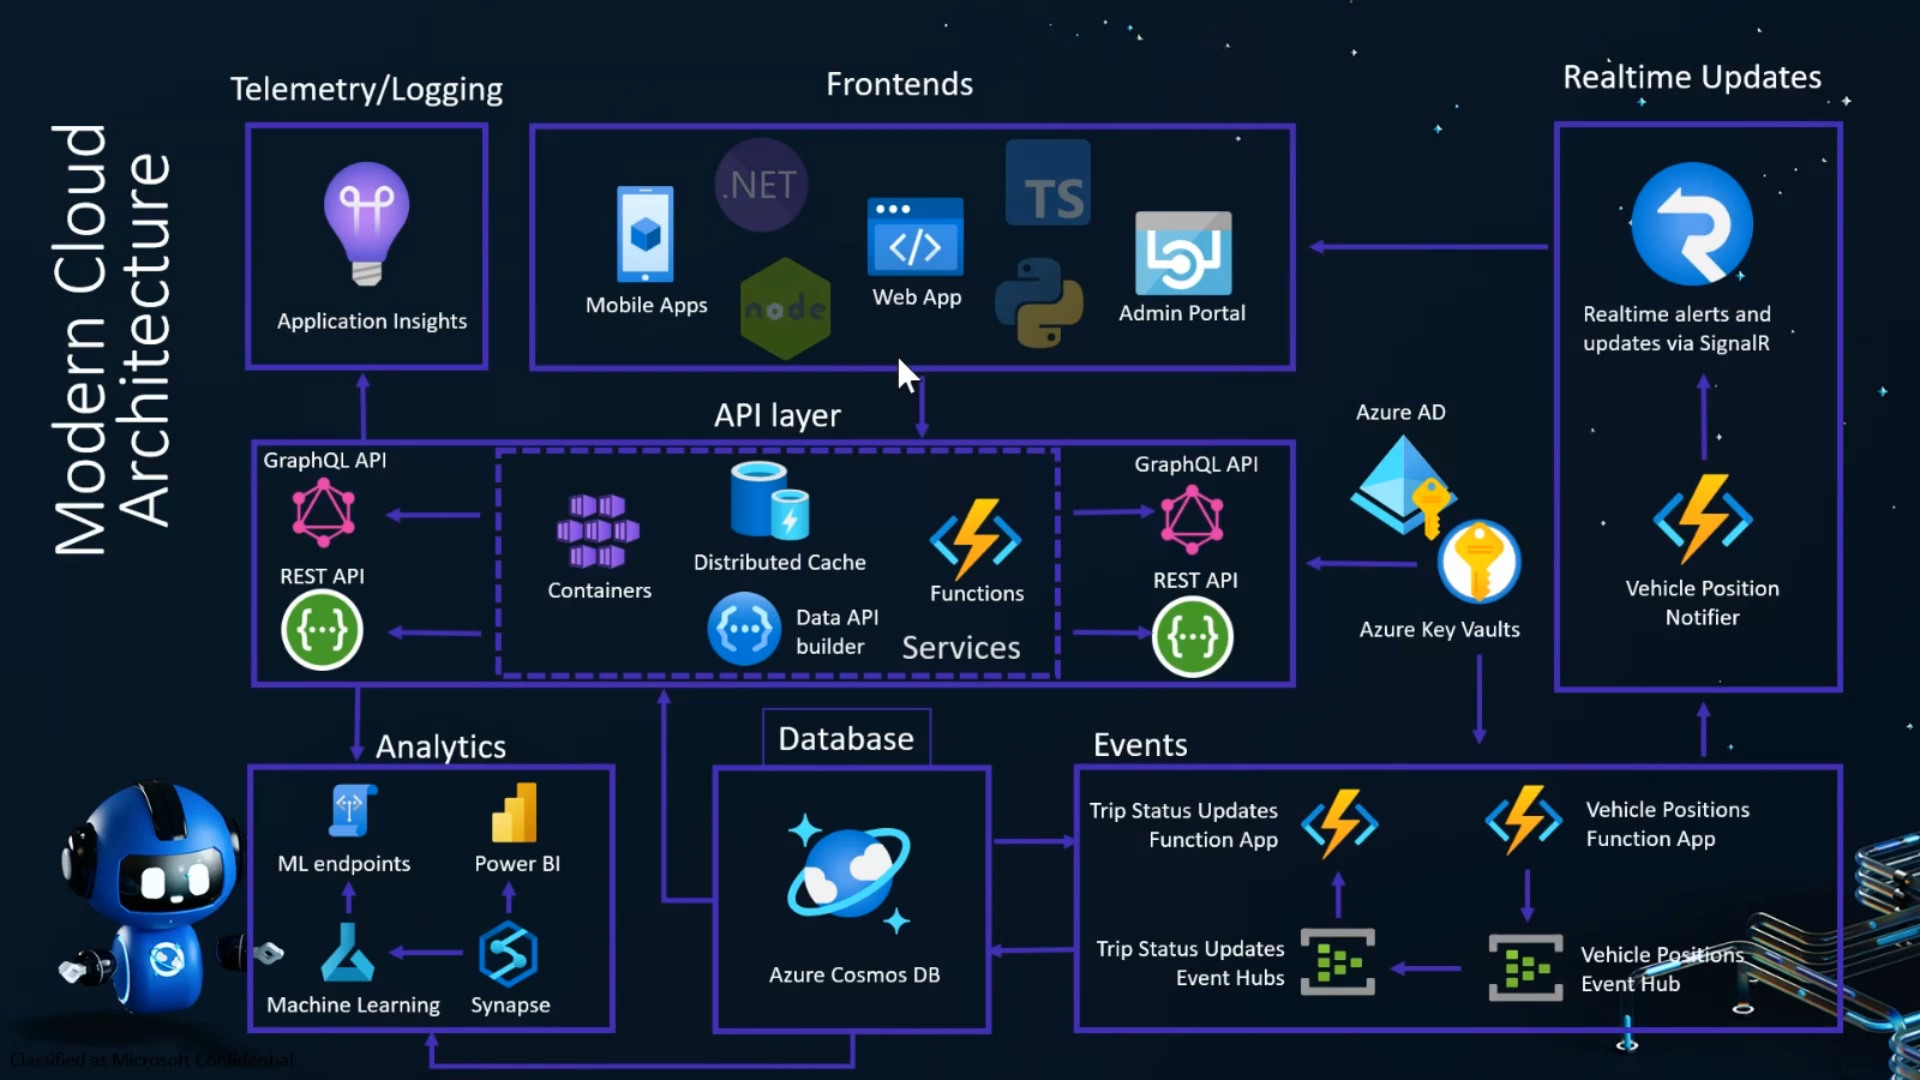 Modern Cloud
Architecture
Telemetry/Logging
Application Insights
Frontends
Mobile Apps
.NET
node
Web App
TS
Admin Portal
Realtime Updates
Realtime alerts and
updates via SignalR
Vehicle Position
Notifier
API layer
GraphQL API
REST API
Containers
Distributed Cache
Data API
builder
Functions
Services
GraphQL API
REST API
Azure AD
Azure Key Vaults
Analytics
ML endpoints
Power BI
Machine Learning
Synapse
Database
Azure Cosmos DB
Events
Trip Status Updates
Function App
Vehicle Positions
Function App
Trip Status Updates
Event Hubs
Vehicle Positions
Event Hub
Classified as Microsoft Confidential